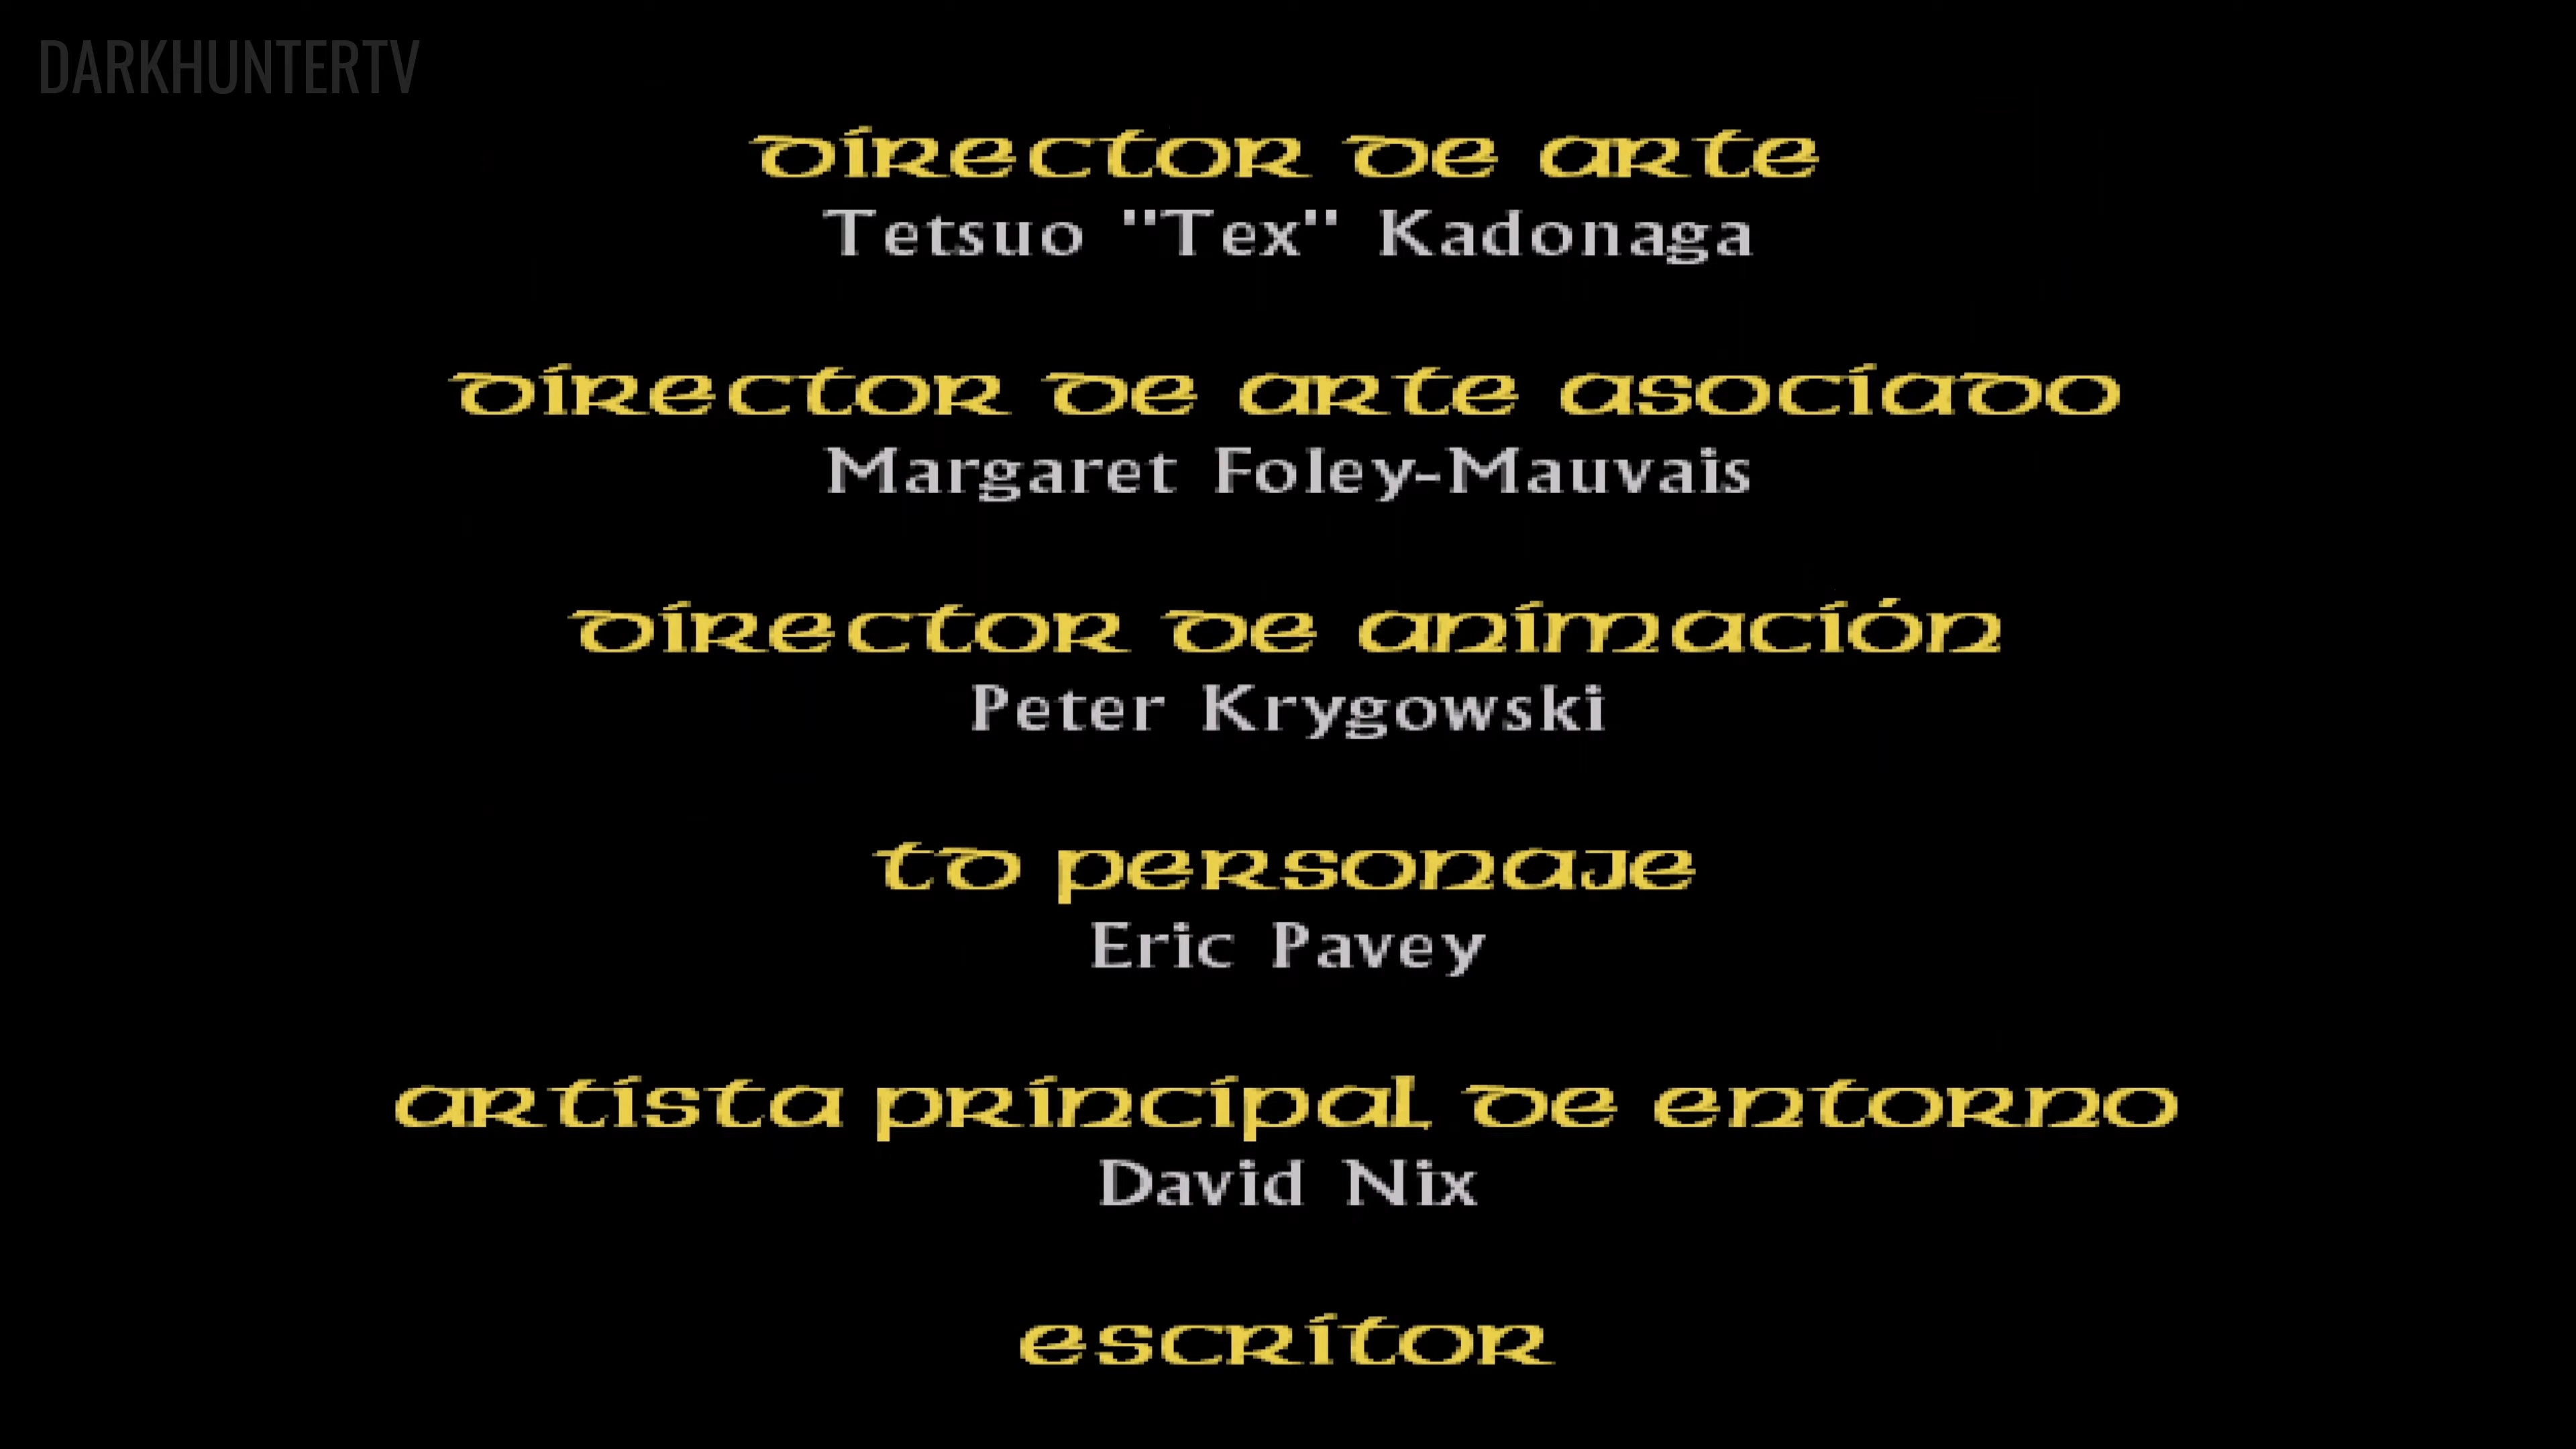 DARKHUNTERTV
Director de arte
Tetsuo "Tex" Kadonaga
Director de arte asociado
Margaret Foley-Mauvais
Director de animación
Peter Krygowski
TD personaje
Eric Pavey
Artista principal de entorno
David Nix
Escritor